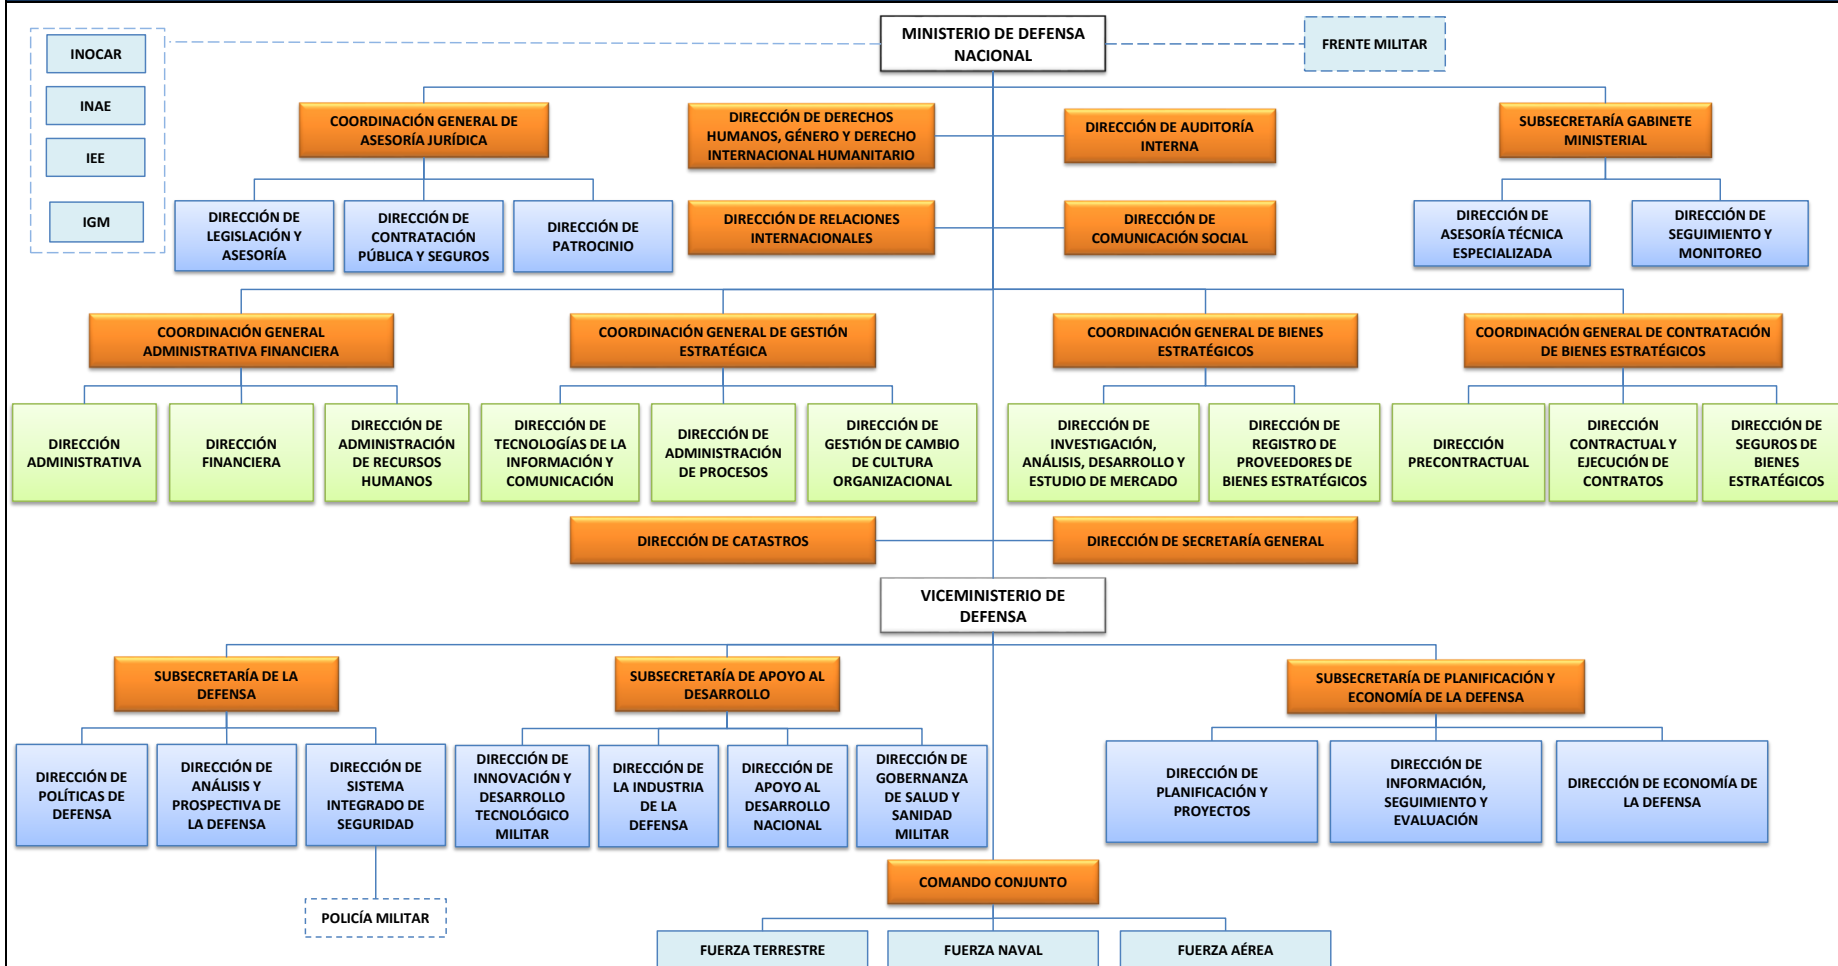 MINISTERIO DE DEFENSA
NACIONAL
FRENTE MILITAR
INOCAR
INAE
IEE
IGM
COORDINACIÓN GENERAL DE
ASESORÍA JURÍDICA
DIRECCIÓN DE DERECHOS
HUMANOS, GÉNERO Y DERECHO
INTERNACIONAL HUMANITARIO
DIRECCIÓN DE AUDITORÍA
INTERNA
SUBSECRETARÍA GABINETE
MINISTERIAL
DIRECCIÓN DE
LEGISLACIÓN Y
ASESORÍA
DIRECCIÓN DE
CONTRATACIÓN
PÚBLICA Y SEGUROS
DIRECCIÓN DE
PATROCINIO
DIRECCIÓN DE RELACIONES
INTERNACIONALES
DIRECCIÓN DE
COMUNICACIÓN SOCIAL
DIRECCIÓN DE
ASESORÍA TÉCNICA
ESPECIALIZADA
DIRECCIÓN DE
SEGUIMIENTO Y
MONITOREO
COORDINACIÓN GENERAL
ADMINISTRATIVA FINANCIERA
COORDINACIÓN GENERAL DE GESTIÓN
ESTRATÉGICA
COORDINACIÓN GENERAL DE BIENES
ESTRATÉGICOS
COORDINACIÓN GENERAL DE CONTRATACIÓN
DE BIENES ESTRATÉGICOS
DIRECCIÓN
ADMINISTRATIVA
DIRECCIÓN
FINANCIERA
DIRECCIÓN DE
ADMINISTRACIÓN
DE RECURSOS
HUMANOS
DIRECCIÓN DE
TECNOLOGÍAS DE LA
INFORMACIÓN Y
COMUNICACIÓN
DIRECCIÓN DE
ADMINISTRACIÓN
DE PROCESOS
DIRECCIÓN DE
GESTIÓN DE CAMBIO
DE CULTURA
ORGANIZACIONAL
DIRECCIÓN DE
INVESTIGACIÓN,
ANÁLISIS, DESARROLLO Y
ESTUDIO DE MERCADO
DIRECCIÓN DE
REGISTRO DE
PROVEEDORES DE
BIENES ESTRATÉGICOS
DIRECCIÓN
PRECONTRACTUAL
DIRECCIÓN
CONTRACTUAL Y
EJECUCIÓN DE
CONTRATOS
DIRECCIÓN DE
SEGUROS DE
BIENES
ESTRATÉGICOS
DIRECCIÓN DE CATASTROS
DIRECCIÓN DE SECRETARÍA GENERAL
VICEMINISTERIO DE
DEFENSA
SUBSECRETARÍA DE LA
DEFENSA
SUBSECRETARÍA DE APOYO AL
DESARROLLO
SUBSECRETARÍA DE PLANIFICACIÓN Y
ECONOMÍA DE LA DEFENSA
DIRECCIÓN DE
POLÍTICAS DE
DEFENSA
DIRECCIÓN DE
ANÁLISIS Y
PROSPECTIVA DE
LA DEFENSA
DIRECCIÓN DE
SISTEMA
INTEGRADO DE
SEGURIDAD
DIRECCIÓN DE
INNOVACIÓN Y
DESARROLLO
TECNOLÓGICO
MILITAR
DIRECCIÓN DE
LA INDUSTRIA
DE LA
DEFENSA
DIRECCIÓN DE
APOYO AL
DESARROLLO
NACIONAL
DIRECCIÓN DE
GOBERNANZA
DE SALUD Y
SANIDAD
MILITAR
DIRECCIÓN DE
PLANIFICACIÓN Y
PROYECTOS
DIRECCIÓN DE
INFORMACIÓN,
SEGUIMIENTO Y
EVALUACIÓN
DIRECCIÓN DE ECONOMÍA DE
LA DEFENSA
COMANDO CONJUNTO
POLICÍA MILITAR
FUERZA TERRESTRE
FUERZA NAVAL
FUERZA AÉREA